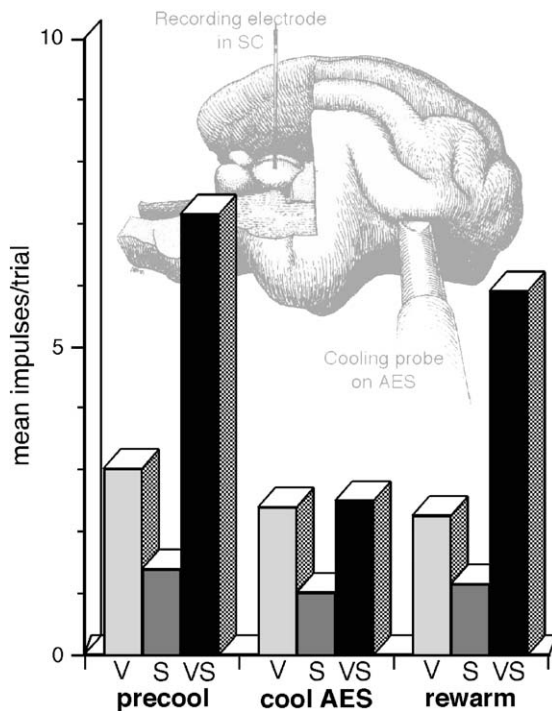 Recording electrode
in SC
10
5
0
mean impulses/trial
Cooling probe
on AES
V S VS V S VS V S VS
precool cool AES rewarm